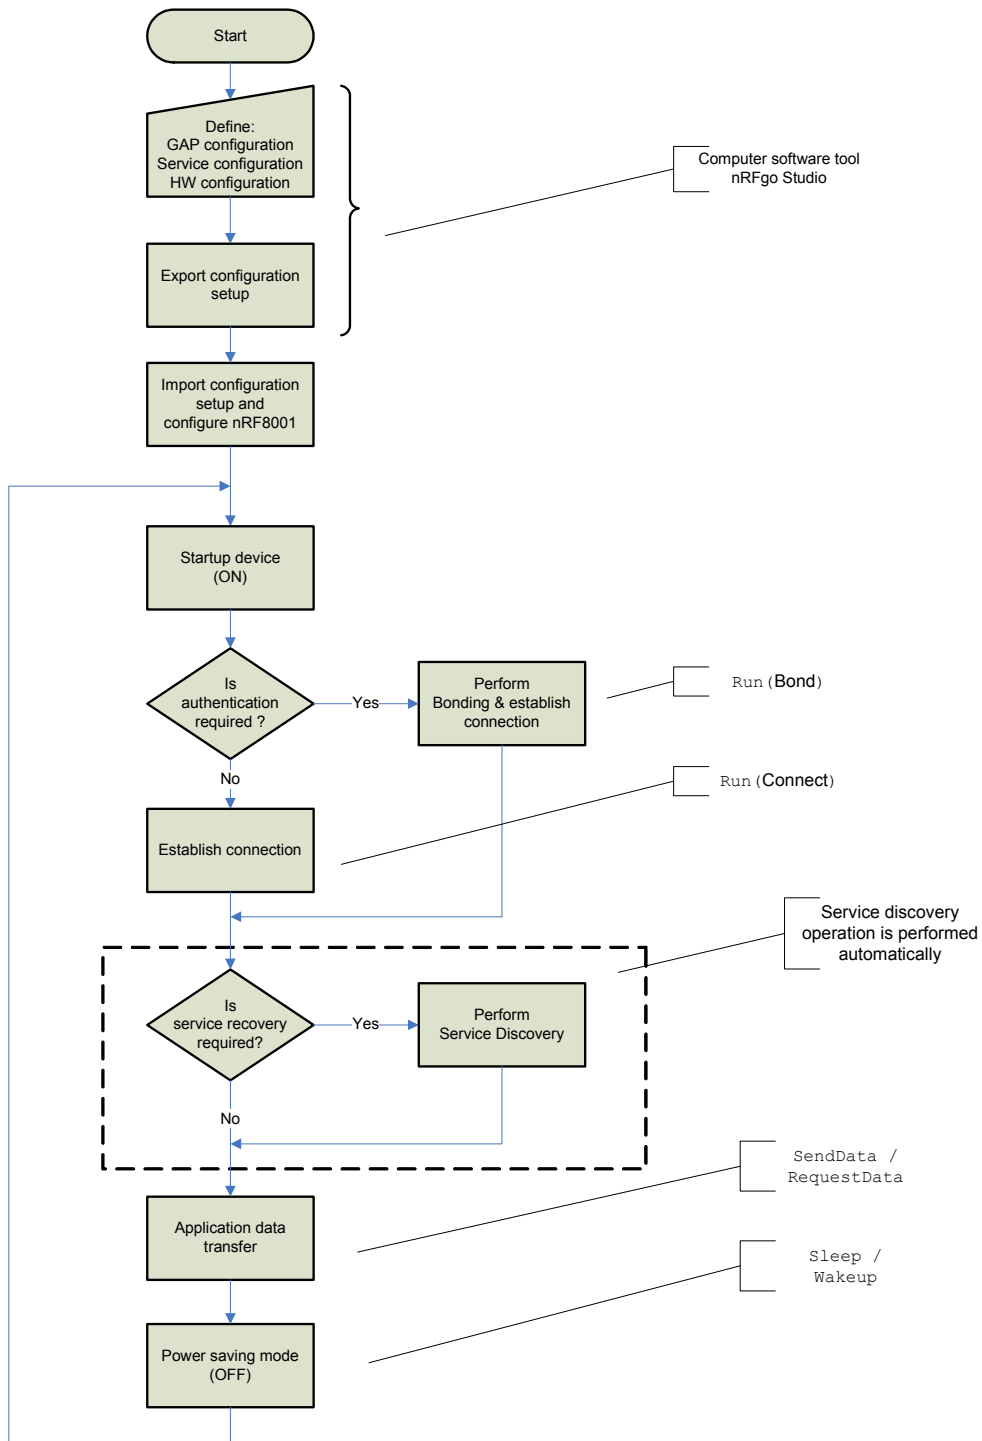 Start
Define:
GAP configuration
Service configuration
HW configuration
Computer software tool
nRFgo Studio
Export configuration
setup
Import configuration
setup and
configure nRF8001
Startup device
(ON)
Is
authentication
required ?
Yes
Perform
Bonding & establish
connection
Run(Bond)
No
Run(Connect)
Establish connection
Service discovery
operation is performed
automatically
Is
service recovery
required?
Yes
Perform
Service Discovery
No
SendData /
RequestData
Application data
transfer
Sleep /
Wakeup
Power saving mode
(OFF)